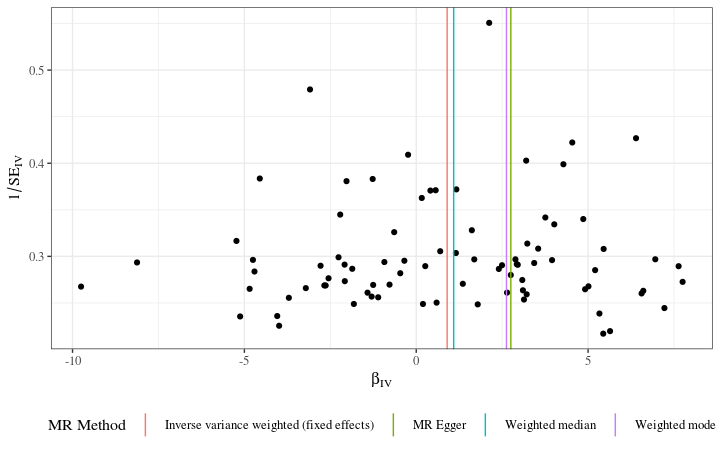 0.5
0.4
0.3
1/SE_IV
-10 -5 0 5
β_IV
MR Method Inverse variance weighted (fixed effects) MR Egger Weighted median Weighted mode